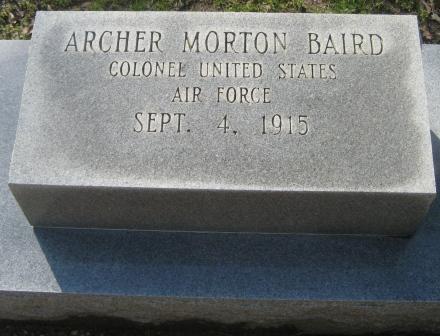 ARCHER MORTON BAIRD
COLONEL UNITED STATES
AIR FORCE
SEPT. 4, 1915